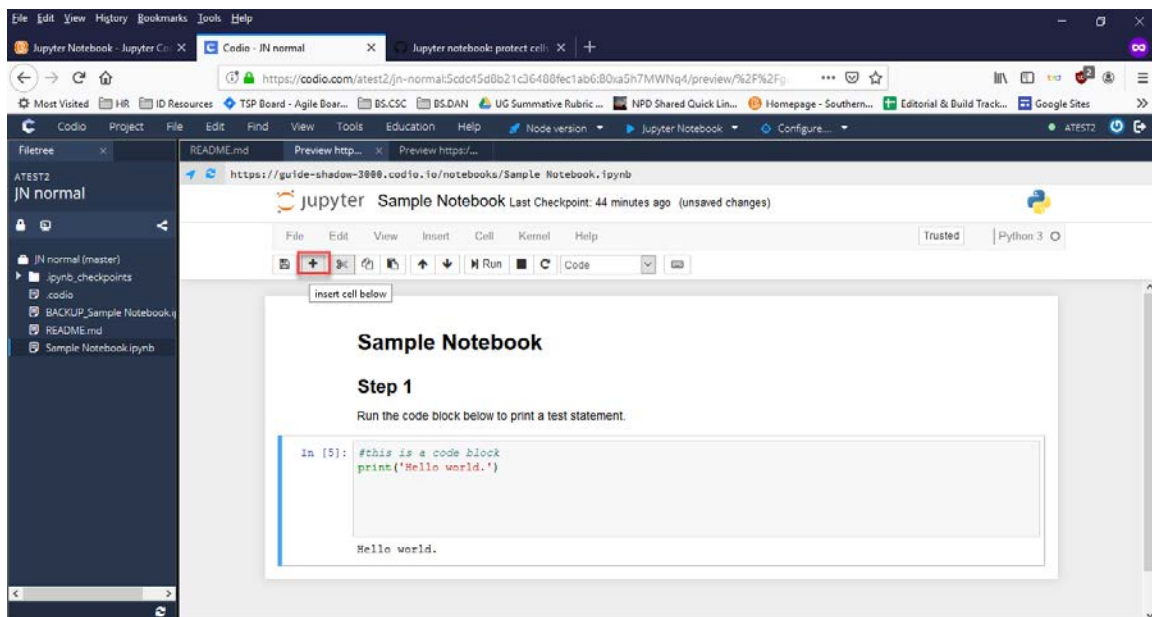 File Edit View History Bookmarks Tools Help
Jupyter Notebook - Jupyter Co Codio - JN normal Jupyter notebook: protect cell
https://codio.com/atest2/jn-normal:5cdc45d8b21c36488fec1ab6:B0xa5h7MWNq4/preview/%2F%2Fg
Most Visited HR ID Resources TSP Board - Agile Boar... BS.CSC BS.DAN UG Summative Rubric ... NPD Shared Quick Lin... Homepage - Southern... Editorial & Build Track... Google Sites
Codio Project File Edit Find View Tools Education Help Node version Jupyter Notebook Configure... ATEST2
Filetree README.md Preview http... Preview https:/...
https://guide-shadow-3000.codio.io/notebooks/Sample Notebook.ipynb
ATEST2
JN normal
JN normal (master)
.ipynb_checkpoints
.codio
BACKUP_Sample Notebook.ip
README.md
Sample Notebook.ipynb
jupyter Sample Notebook Last Checkpoint: 44 minutes ago (unsaved changes)
File Edit View Insert Cell Kernel Help Trusted Python 3
Run Code
insert cell below
Sample Notebook
Step 1
Run the code block below to print a test statement.
In [5]: #this is a code block
print('Hello world.')
Hello world.